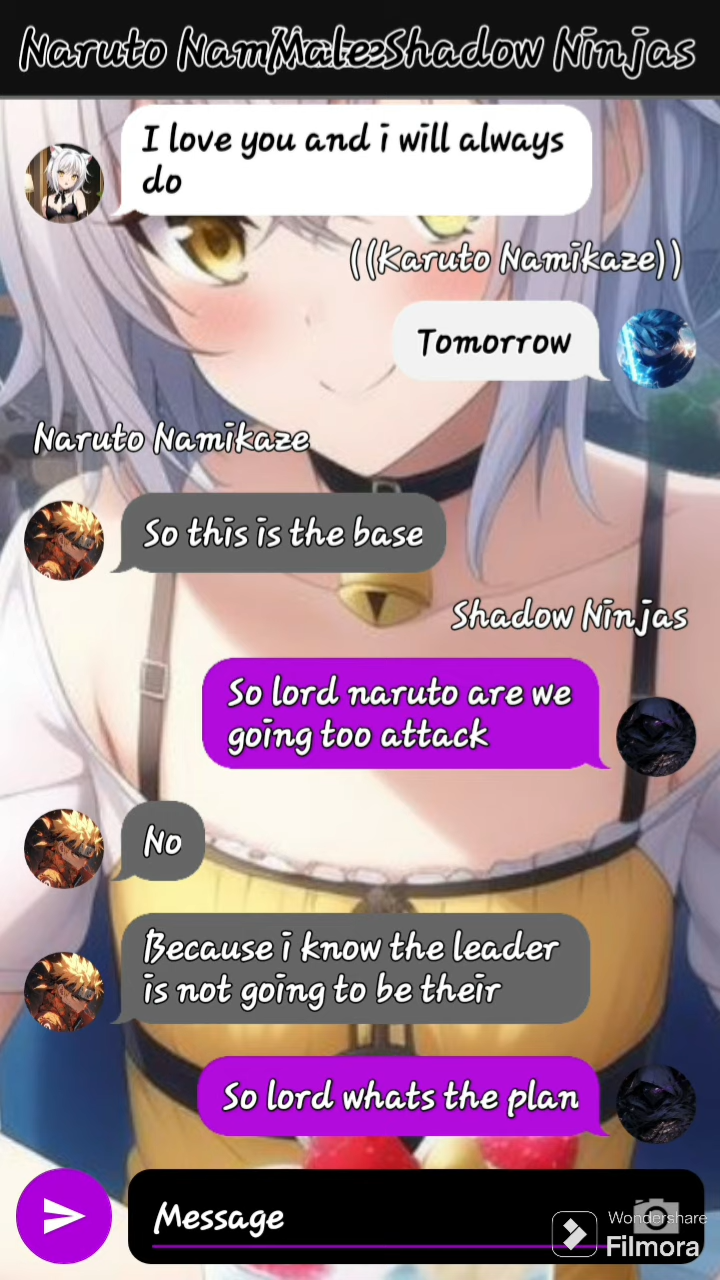 Naruto Nam Male Shadow Ninjas
I love you and i will always
do
((Karuto Namikaze))
Tomorrow
Naruto Namikaze
So this is the base
Shadow Ninjas
So lord naruto are we
going too attack
No
Because i know the leader
is not going to be their
So lord whats the plan
Message
Wondershare
Filmora